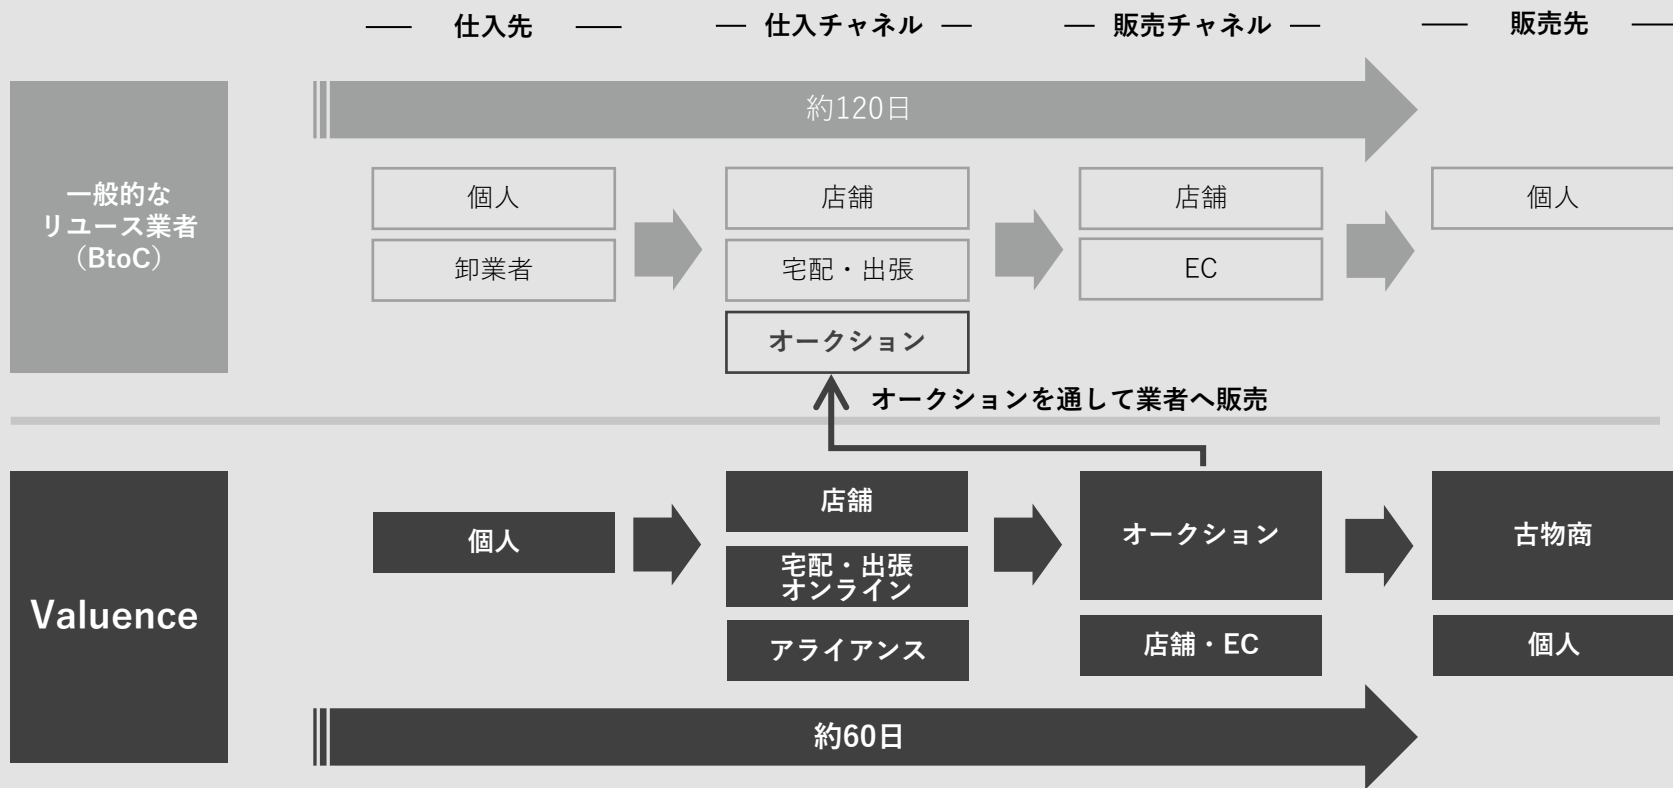 仕入先
仕入チャネル
販売チャネル
販売先
約120日
一般的な
リユース業者
（BtoC）
個人
卸業者
店舗
宅配・出張
オークション
店舗
EC
個人
オークションを通して業者へ販売
Valuence
個人
店舗
宅配・出張
オンライン
アライアンス
オークション
店舗・EC
古物商
個人
約60日